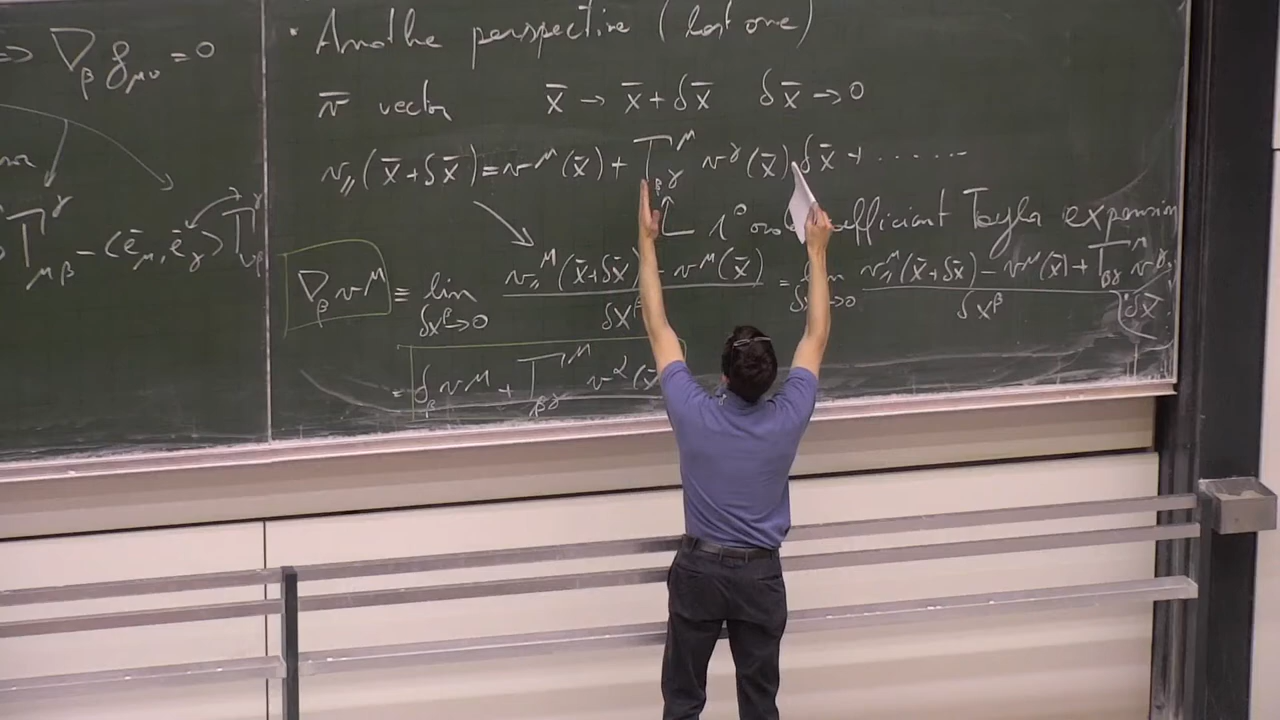 => ∇_β g_μν = 0
Γ^γ_μβ - <ē_μ, ē_γ> Γ^γ_νβ
• Anothe perspective (last one)
v̄ vector x̄ → x̄ + δx̄ δx̄ → 0
v_//(x̄+δx̄) = v^μ(x̄) + Γ^μ_βγ v^γ(x̄) δx̄ + ......
1° Taylor expansion
∇_β v^μ ≡ lim_{δx^β→0} (v_//^μ(x̄+δx̄) - v^μ(x̄)) / δx^β = lim_{δx^β→0} (v_//^μ(x̄+δx̄) - v^μ(x̄) + Γ^μ_βγ v^γ δx̄) / δx^β
= ∂_β v^μ + Γ^μ_βγ v^α (x̄